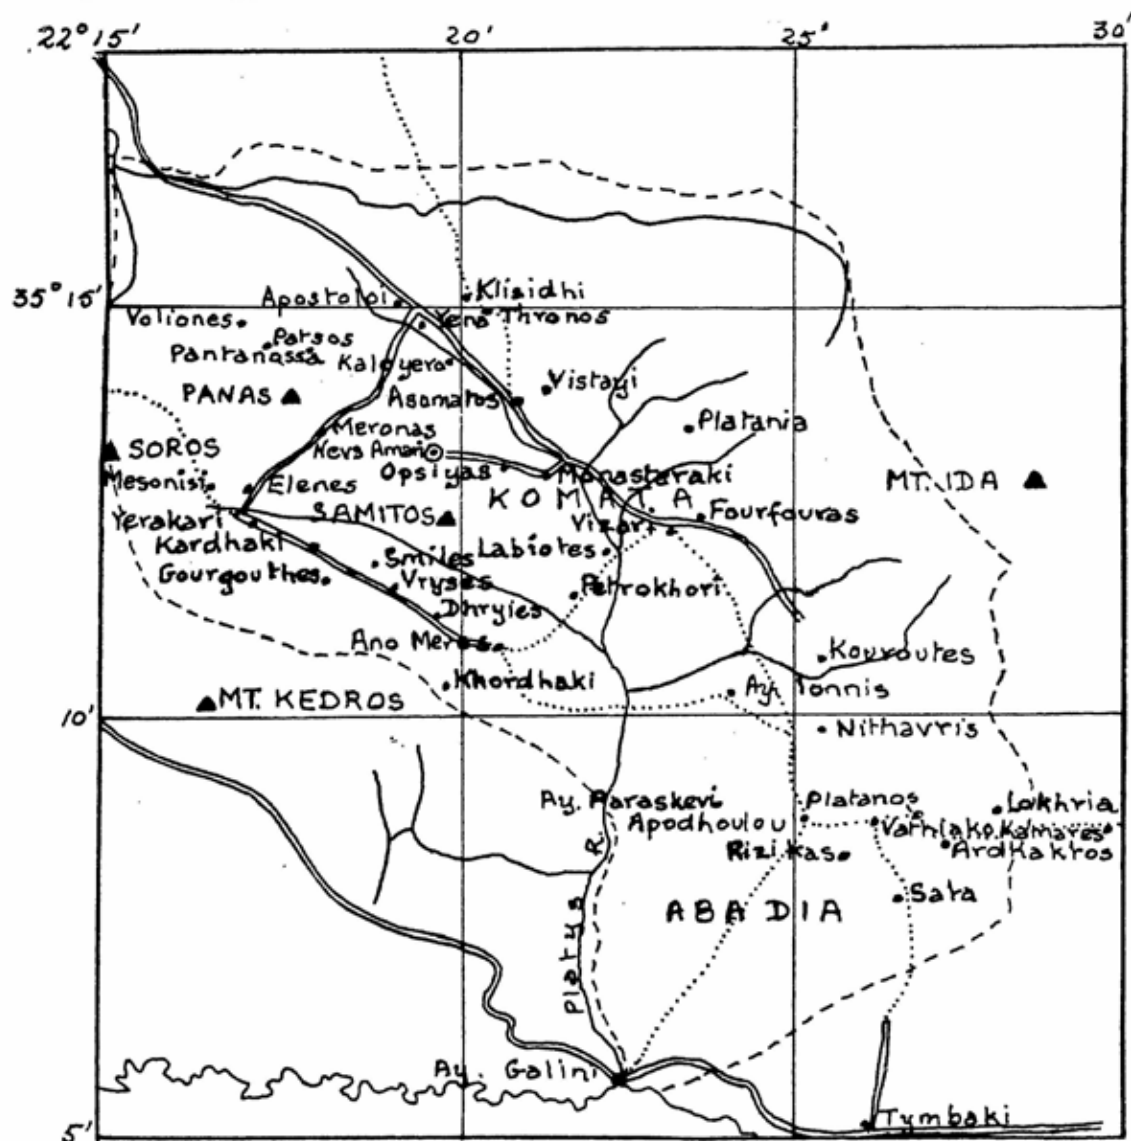 22° 15' 20' 25' 30'
35° 15'
Apostoloi
Klisidhi
Yena Thronos
Voliones
Patsos
Pantanassa
Kaloyero
PANAS
Asomatos
Vistayi
Meronas
Platania
SOROS
Nevs Amari
Opsiyas
Monastaraki
MT. IDA
Mesonisi
Elenes
KOMATA
SAMITOS
Fourfouras
Yerakari
Vizari
Kardhaki
Smiles
Labiotes
Gourgouthes
Vryses
Petrokhori
Dhryies
Ano Meros
Kouroutes
Khordhaki
Ay. Ionnis
MT. KEDROS
10'
Nithavris
Ay. Paraskevi
Platanos
Lokhria
Apodhoulou
Vathiako
Kamares
Rizikas
Ardhaktos
Sata
ABADIA
Platys R.
Ay. Galini
Tymbaki
5'